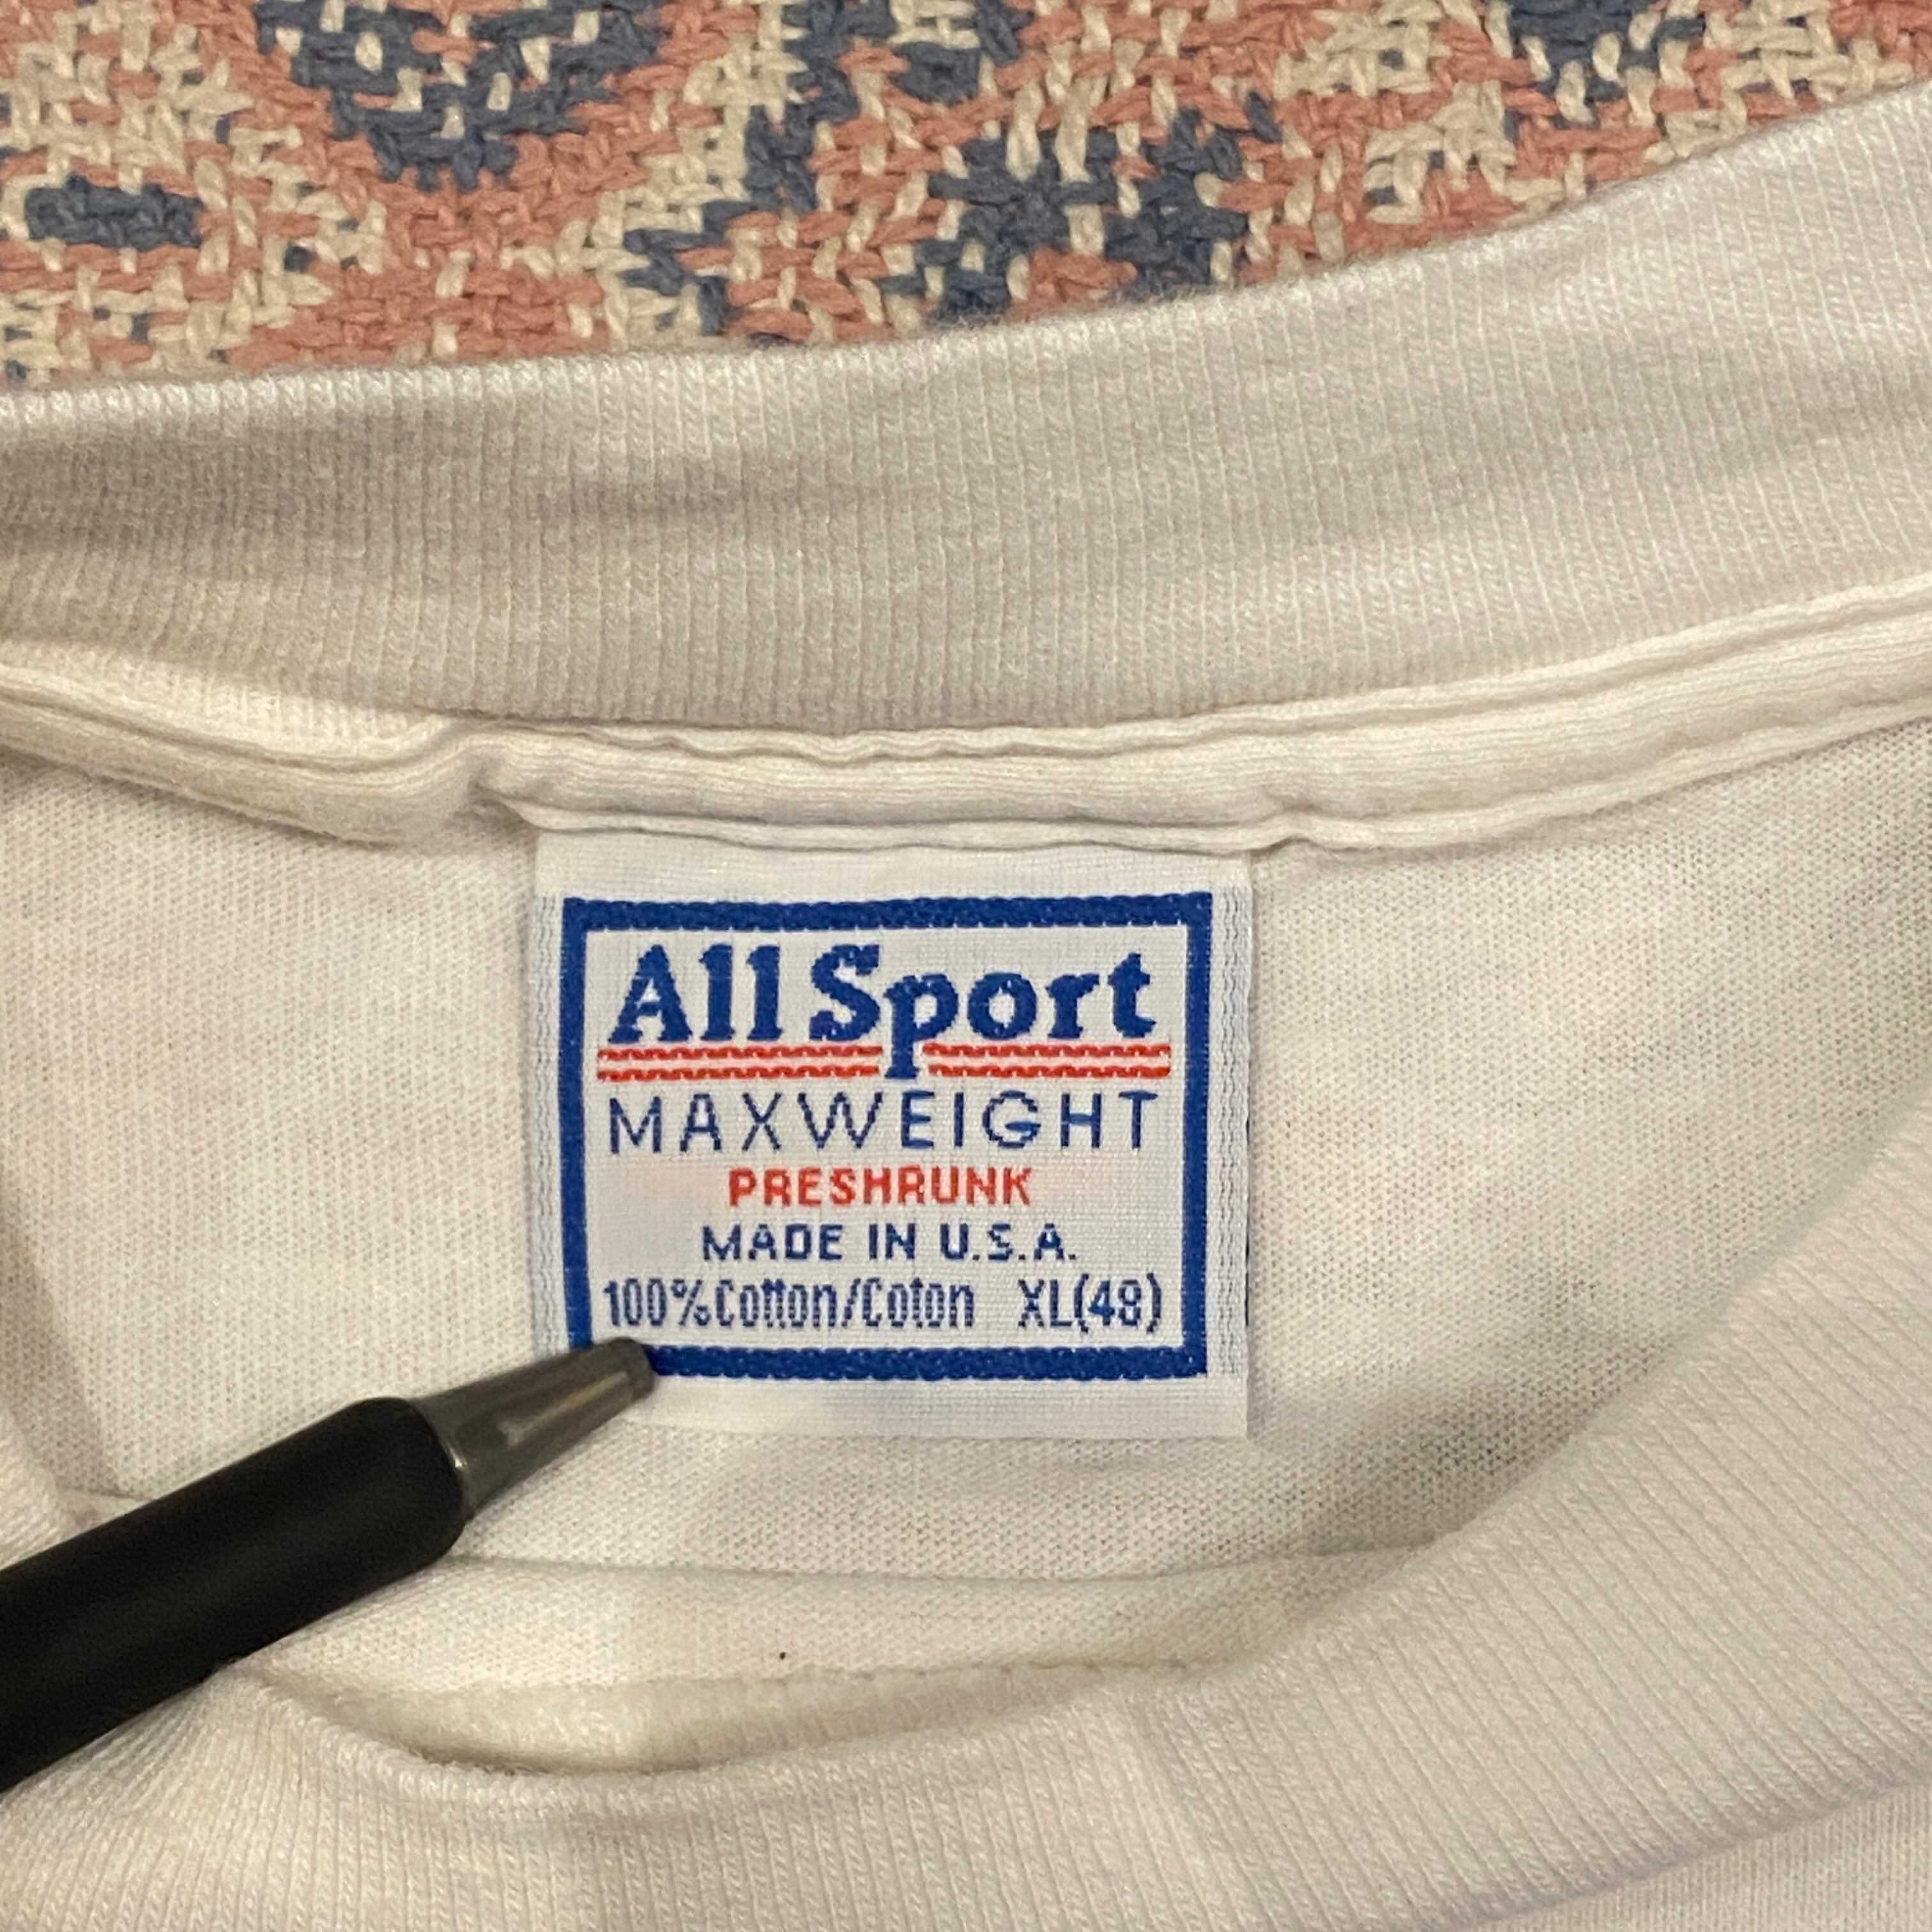 All Sport
MAXWEIGHT
PRESHRUNK
MADE IN U.S.A.
100% Cotton/Coton XL(48)